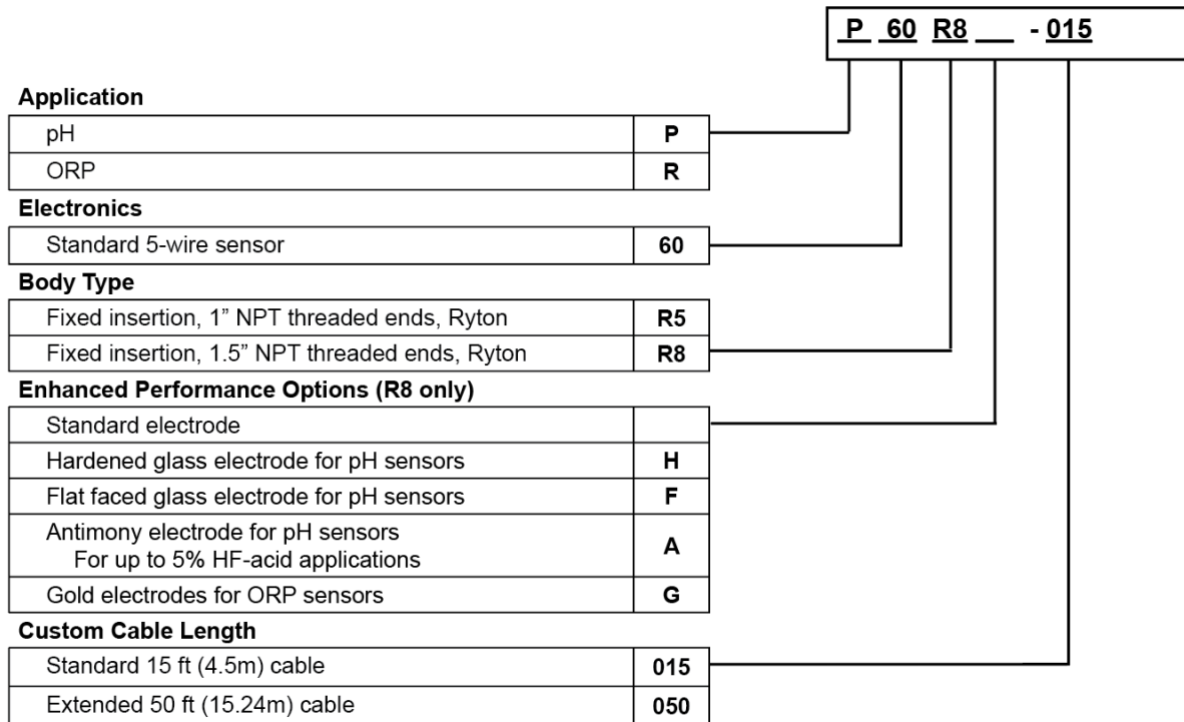 P 60 R8 __ - 015
Application
pH P
ORP R
Electronics
Standard 5-wire sensor 60
Body Type
Fixed insertion, 1” NPT threaded ends, Ryton R5
Fixed insertion, 1.5” NPT threaded ends, Ryton R8
Enhanced Performance Options (R8 only)
Standard electrode
Hardened glass electrode for pH sensors H
Flat faced glass electrode for pH sensors F
Antimony electrode for pH sensors
For up to 5% HF-acid applications A
Gold electrodes for ORP sensors G
Custom Cable Length
Standard 15 ft (4.5m) cable 015
Extended 50 ft (15.24m) cable 050